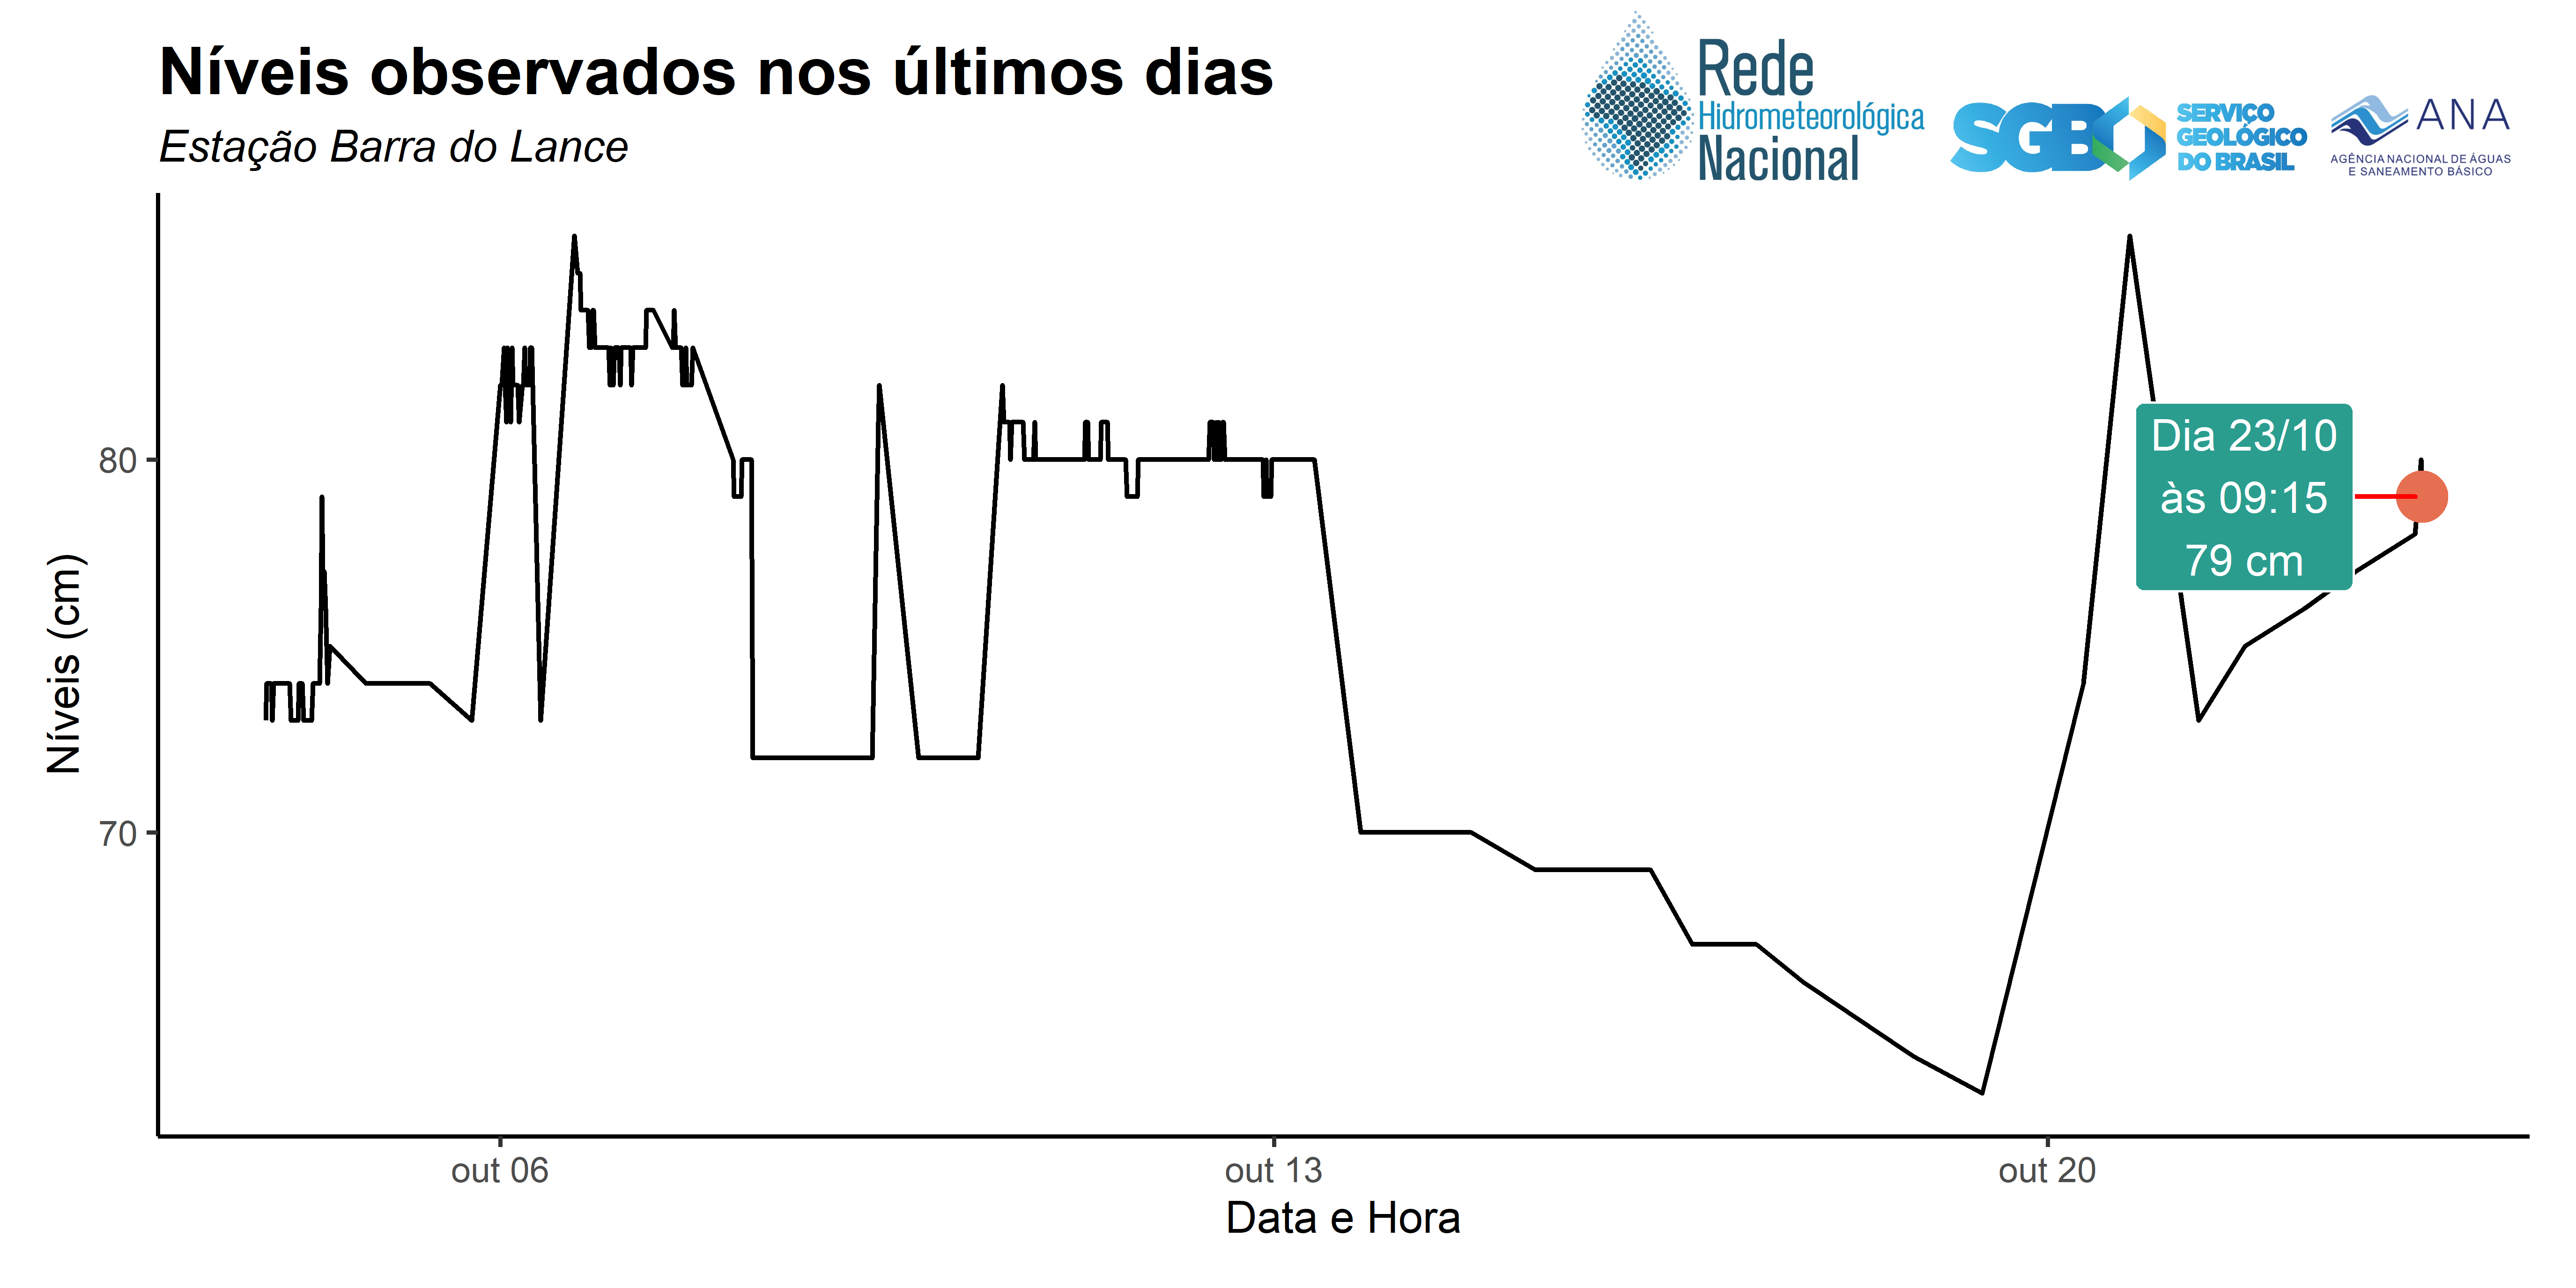 Níveis observados nos últimos dias
Estação Barra do Lance
Rede
Hidrometeorológica
Nacional
SGB
SERVIÇO
GEOLÓGICO
DO BRASIL
ANA
AGÊNCIA NACIONAL DE ÁGUAS
E SANEAMENTO BÁSICO
Níveis (cm)
80
70
Dia 23/10
às 09:15
79 cm
out 06
out 13
out 20
Data e Hora